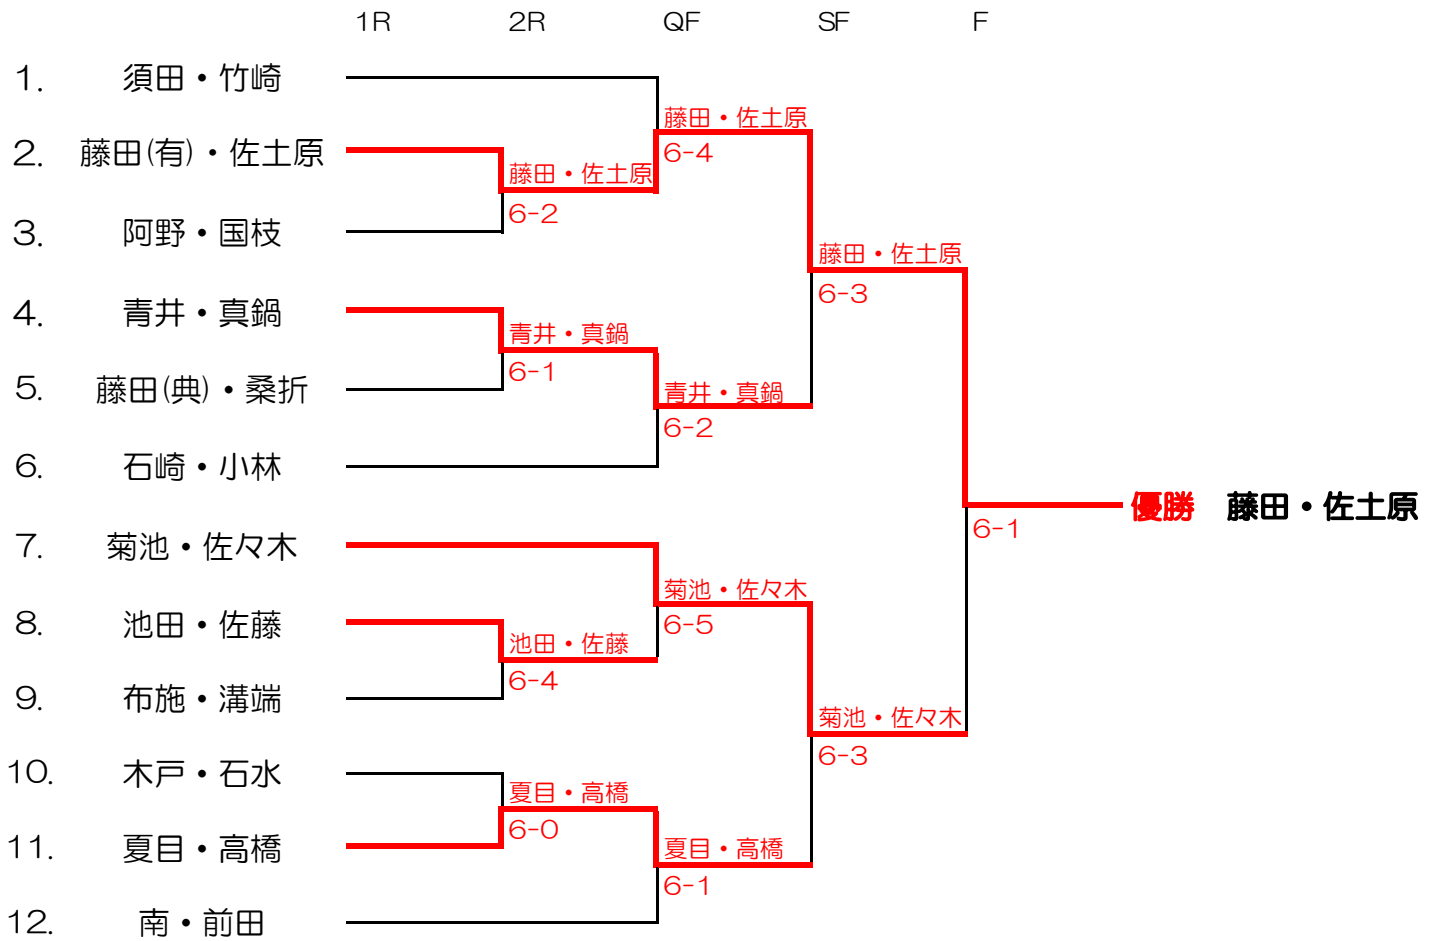 1R 2R QF SF F
1. 須田・竹崎
藤田・佐土原
2. 藤田(有)・佐土原
6-4
藤田・佐土原
6-2
3. 阿野・国枝
藤田・佐土原
6-3
4. 青井・真鍋
青井・真鍋
6-1
5. 藤田(典)・桑折
青井・真鍋
6-2
6. 石崎・小林
優勝 藤田・佐土原
6-1
7. 菊池・佐々木
菊池・佐々木
6-5
8. 池田・佐藤
池田・佐藤
6-4
9. 布施・溝端
菊池・佐々木
6-3
10. 木戸・石水
夏目・高橋
6-0
11. 夏目・高橋
夏目・高橋
6-1
12. 南・前田